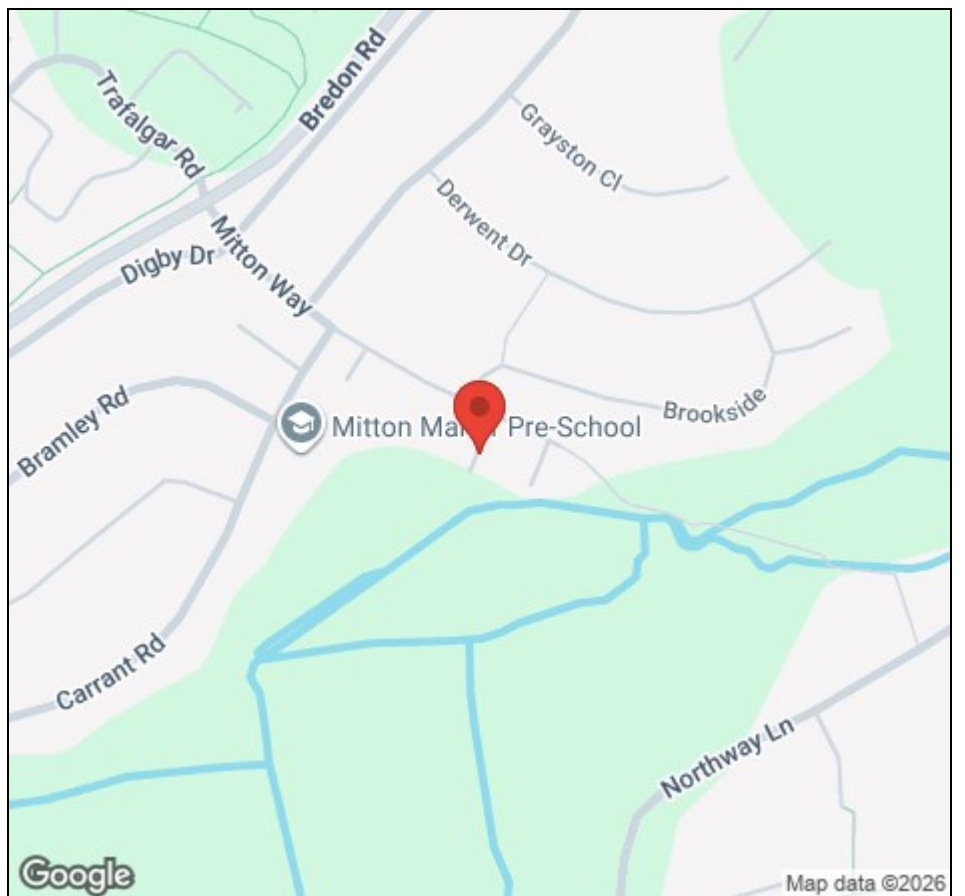 Bredon Rd
Trafalgar Rd
Grayston Cl
Derwent Dr
Mitton Way
Digby Dr
Bramley Rd
Brookside
Mitton Ma Pre-School
Carrant Rd
Northway Ln
Google
Map data ©2026